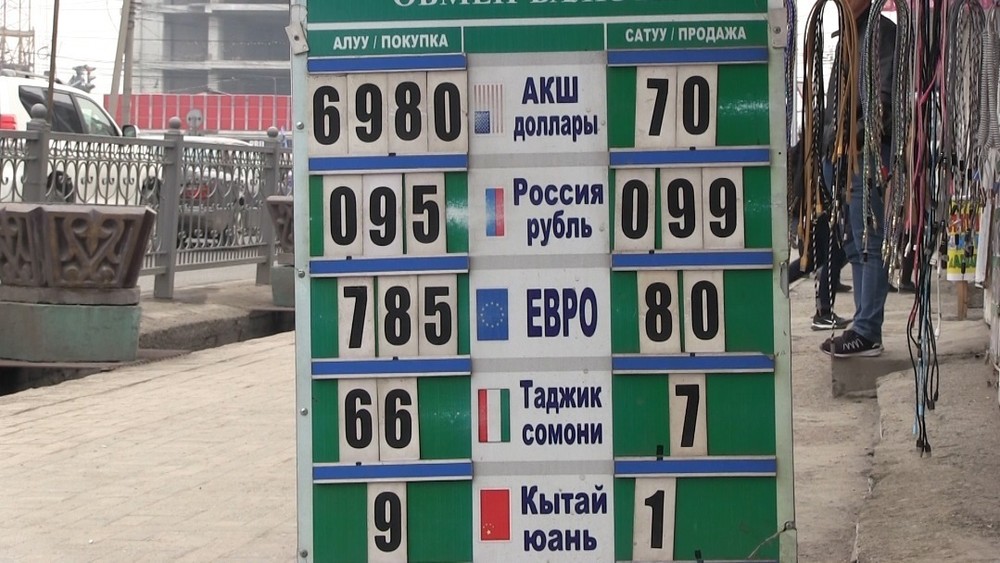 ОБМЕН
АЛУУ / ПОКУПКА САТУУ / ПРОДАЖА
6980 АКШ доллары 70
095 Россия рубль 099
785 ЕВРО 80
66 Таджик сомони 7
9 Кытай юань 1